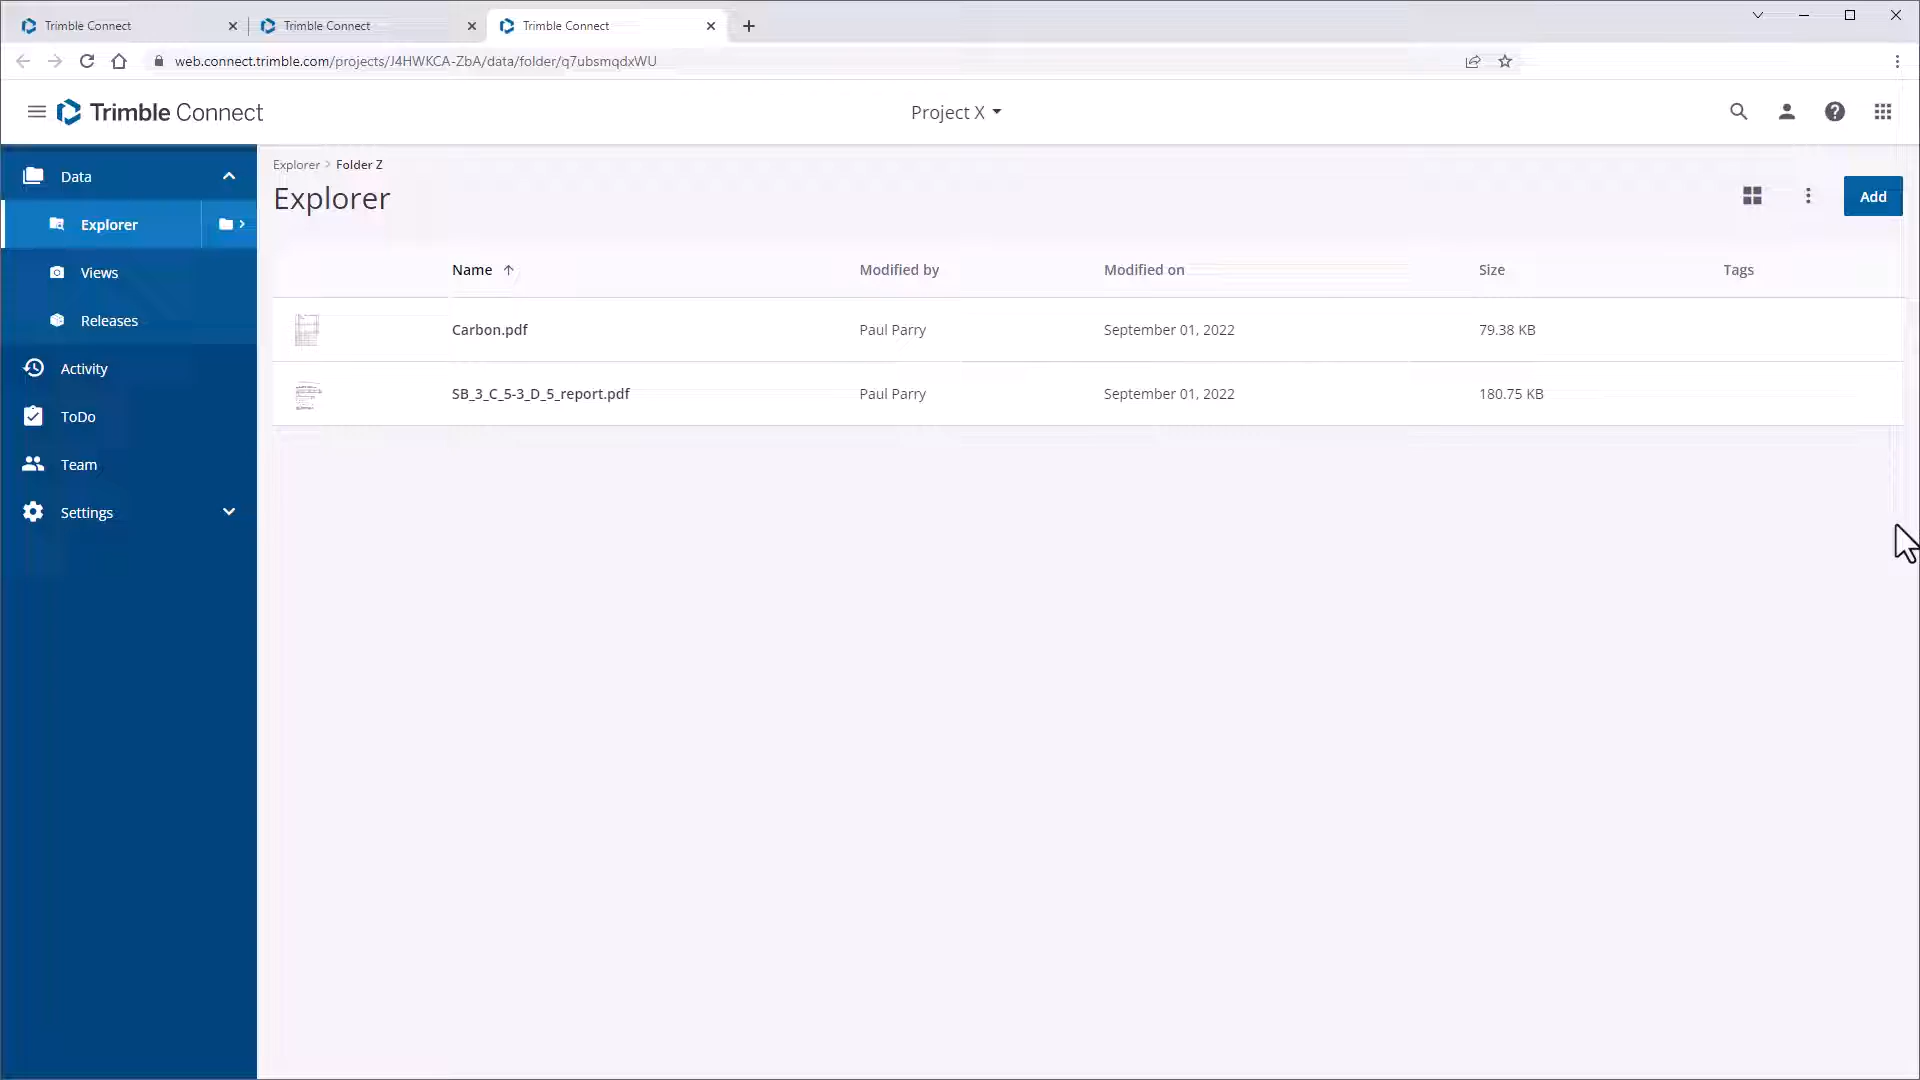 Trimble Connect
Trimble Connect
Trimble Connect
web.connect.trimble.com/projects/J4HWKCA-ZbA/data/folder/q7ubsmqdxWU
Trimble Connect
Project X
Data
Explorer
Views
Releases
Activity
ToDo
Team
Settings
Explorer > Folder Z
Explorer
Add
Name Modified by Modified on Size Tags
Carbon.pdf Paul Parry September 01, 2022 79.38 KB
SB_3_C_5-3_D_5_report.pdf Paul Parry September 01, 2022 180.75 KB